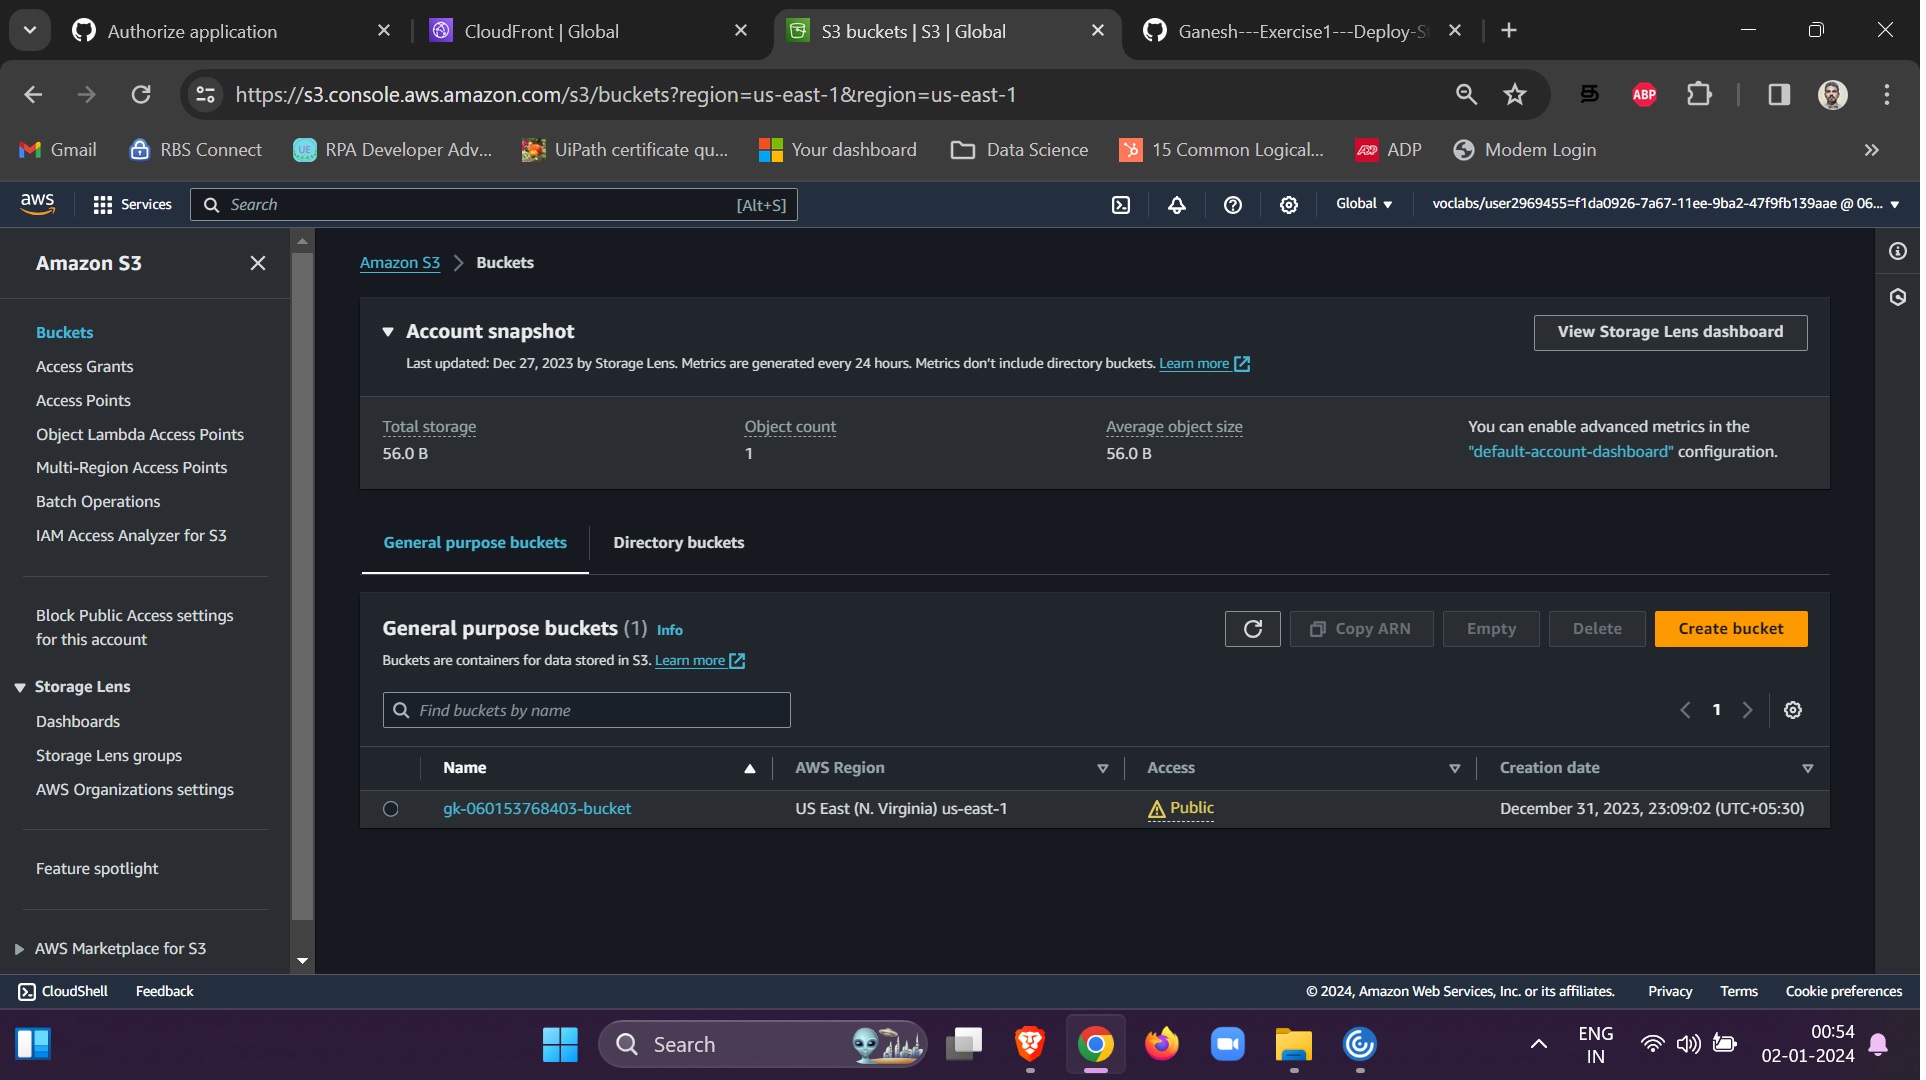 Authorize application
CloudFront | Global
S3 buckets | S3 | Global
Ganesh---Exercise1---Deploy-St
https://s3.console.aws.amazon.com/s3/buckets?region=us-east-1&region=us-east-1
ABP
Gmail
RBS Connect
UE
RPA Developer Adv...
UiPath certificate qu...
Your dashboard
Data Science
15 Common Logical...
ADP
ADP
Modem Login
aws
Services
Search
[Alt+S]
Global
voclabs/user2969455=f1da0926-7a67-11ee-9ba2-47f9fb139aae @ 06...
Amazon S3
Buckets
Access Grants
Access Points
Object Lambda Access Points
Multi-Region Access Points
Batch Operations
IAM Access Analyzer for S3
Block Public Access settings
for this account
Storage Lens
Dashboards
Storage Lens groups
AWS Organizations settings
Feature spotlight
AWS Marketplace for S3
Amazon S3 > Buckets
Account snapshot
View Storage Lens dashboard
Last updated: Dec 27, 2023 by Storage Lens. Metrics are generated every 24 hours. Metrics don't include directory buckets. Learn more
Total storage
56.0 B
Object count
1
Average object size
56.0 B
You can enable advanced metrics in the
"default-account-dashboard" configuration.
General purpose buckets
Directory buckets
General purpose buckets (1) Info
Copy ARN
Empty
Delete
Create bucket
Buckets are containers for data stored in S3. Learn more
Find buckets by name
1
Name
AWS Region
Access
Creation date
gk-060153768403-bucket
US East (N. Virginia) us-east-1
Public
December 31, 2023, 23:09:02 (UTC+05:30)
CloudShell
Feedback
© 2024, Amazon Web Services, Inc. or its affiliates.
Privacy
Terms
Cookie preferences
Search
ENG
IN
00:54
02-01-2024